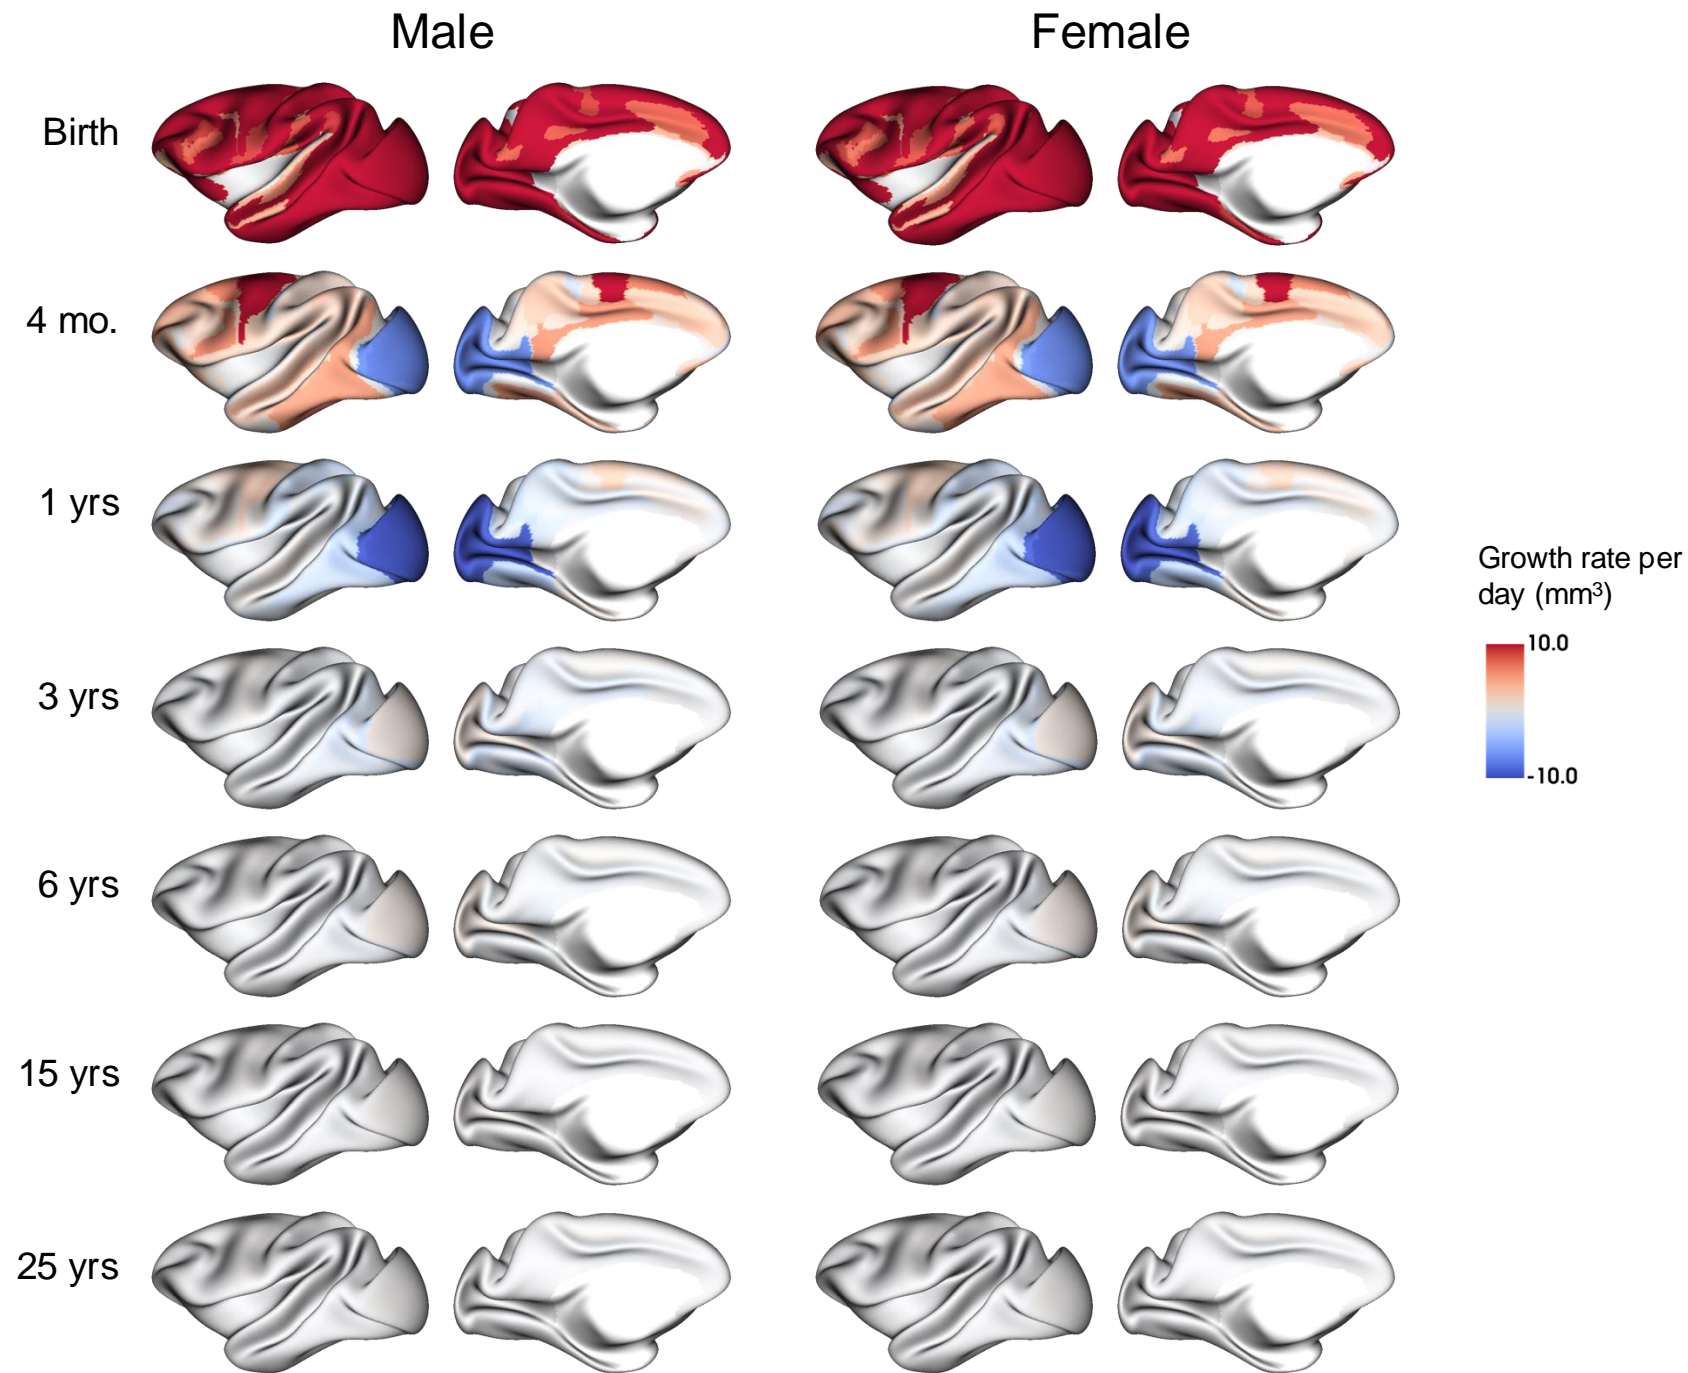 Male
Female
Birth
4 mo.
1 yrs
3 yrs
6 yrs
15 yrs
25 yrs
Growth rate per
day (mm³)
10.0
-10.0